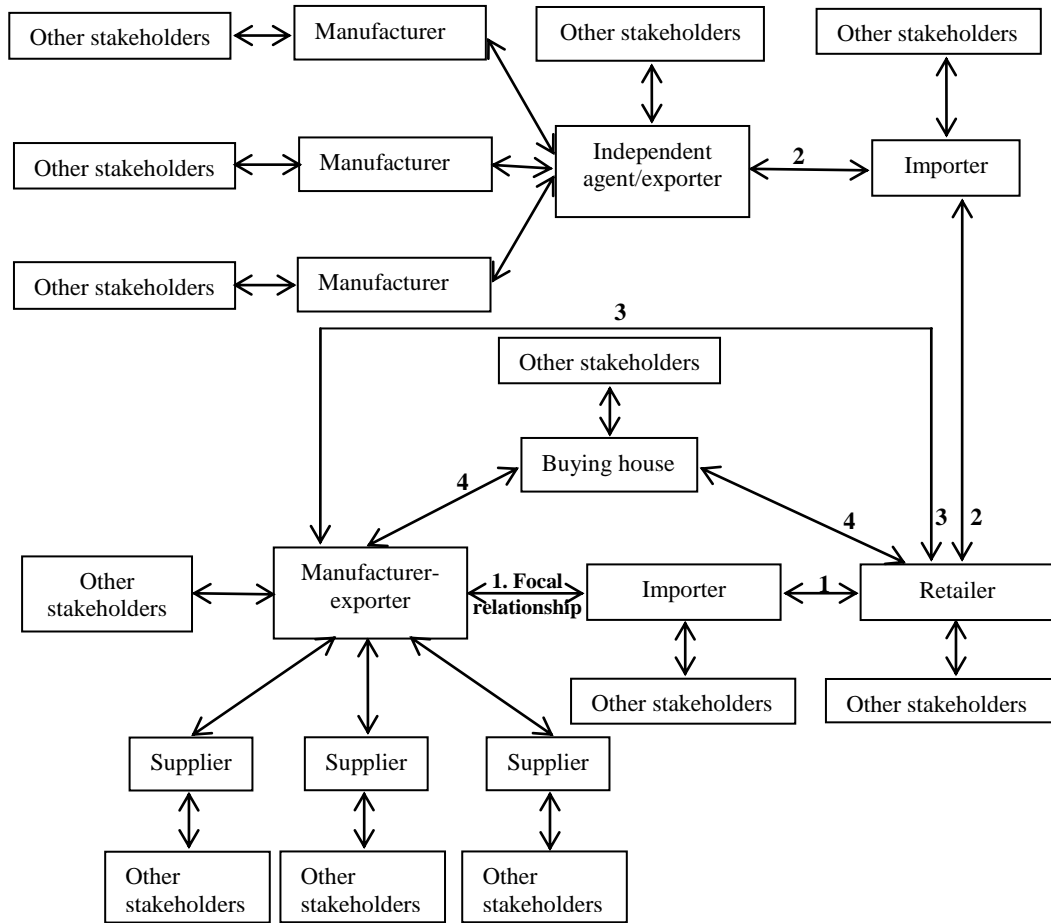 Other stakeholders
Manufacturer
Other stakeholders
Other stakeholders
Other stakeholders
Manufacturer
Independent
agent/exporter
2
Importer
Other stakeholders
Manufacturer
3
Other stakeholders
Buying house
4
4
3
2
Other
stakeholders
Manufacturer-
exporter
1. Focal
relationship
Importer
1
Retailer
Other stakeholders
Other stakeholders
Supplier
Supplier
Supplier
Other
stakeholders
Other
stakeholders
Other
stakeholders